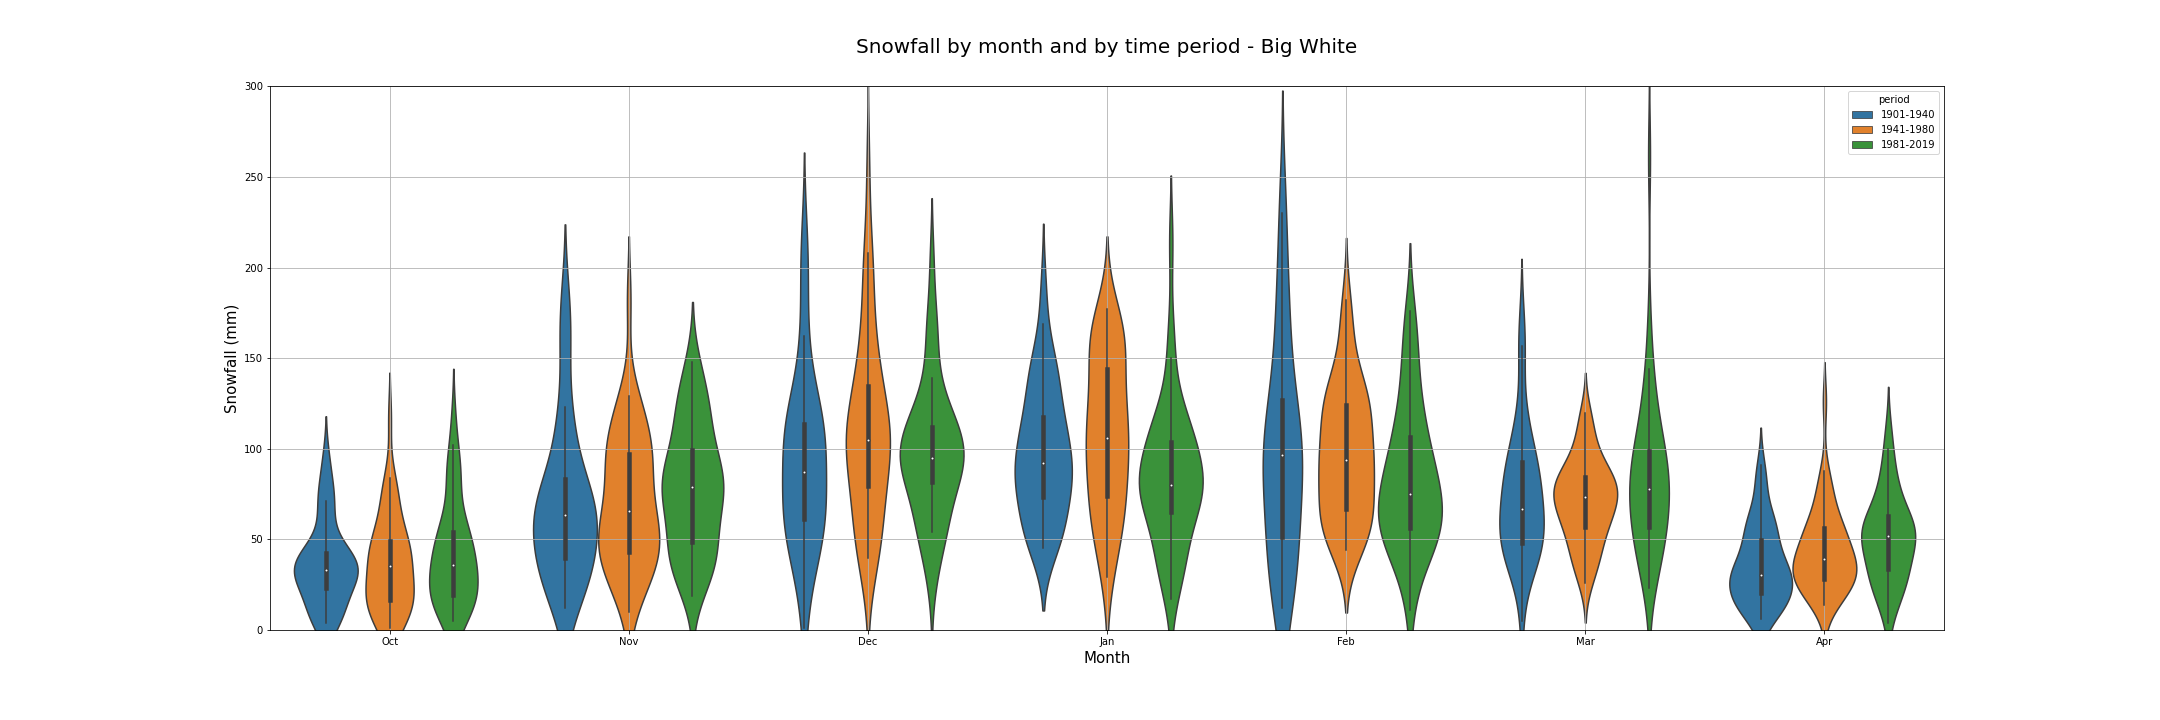 Snowfall by month and by time period - Big White
300
250
200
150
100
50
0
Snowfall (mm)
period
1901-1940
1941-1980
1981-2019
Oct
Nov
Dec
Jan
Feb
Mar
Apr
Month